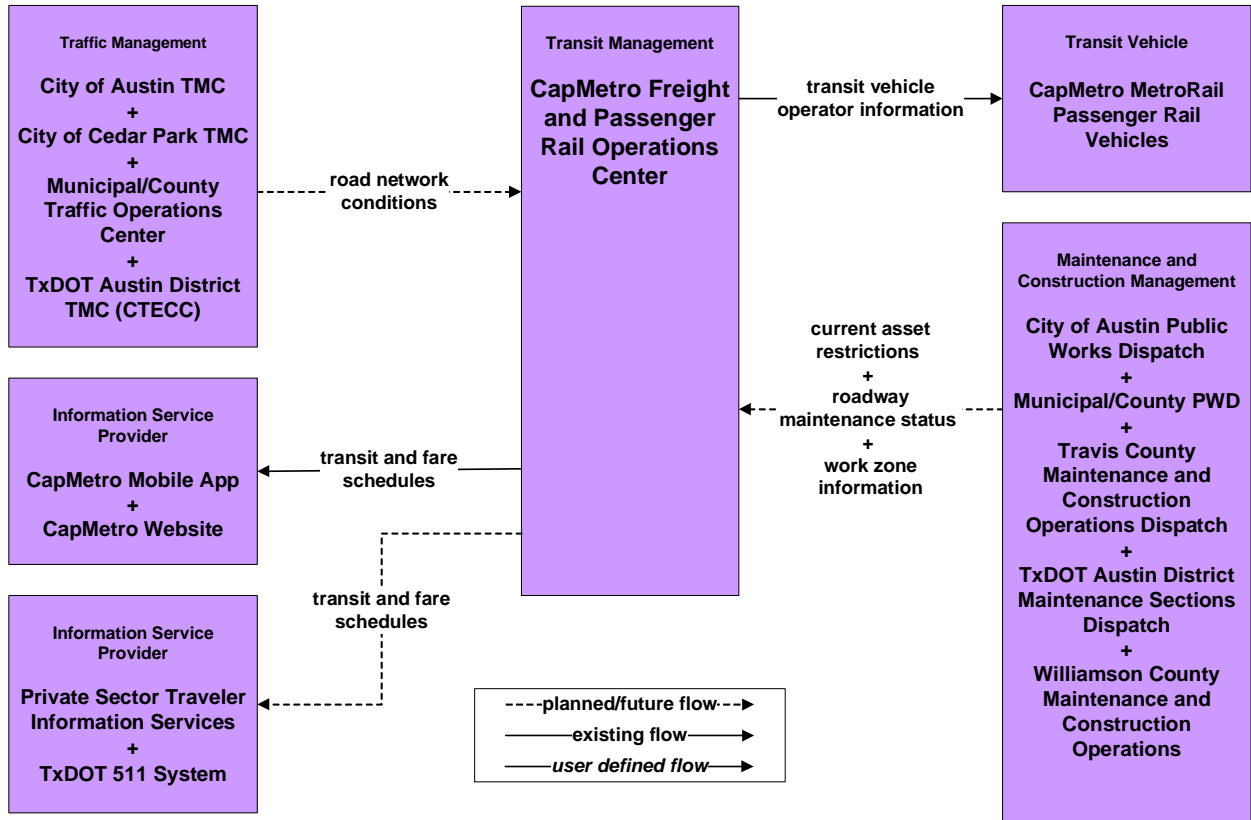 Traffic Management
City of Austin TMC
+
City of Cedar Park TMC
+
Municipal/County
Traffic Operations
Center
+
TxDOT Austin District
TMC (CTECC)
road network
conditions
Transit Management
CapMetro Freight
and Passenger
Rail Operations
Center
transit vehicle
operator information
Transit Vehicle
CapMetro MetroRail
Passenger Rail
Vehicles
Information Service
Provider
CapMetro Mobile App
+
CapMetro Website
transit and fare
schedules
Information Service
Provider
Private Sector Traveler
Information Services
+
TxDOT 511 System
transit and fare
schedules
current asset
restrictions
+
roadway
maintenance status
+
work zone
information
Maintenance and
Construction Management
City of Austin Public
Works Dispatch
+
Municipal/County PWD
+
Travis County
Maintenance and
Construction
Operations Dispatch
+
TxDOT Austin District
Maintenance Sections
Dispatch
+
Williamson County
Maintenance and
Construction
Operations
planned/future flow
existing flow
user defined flow